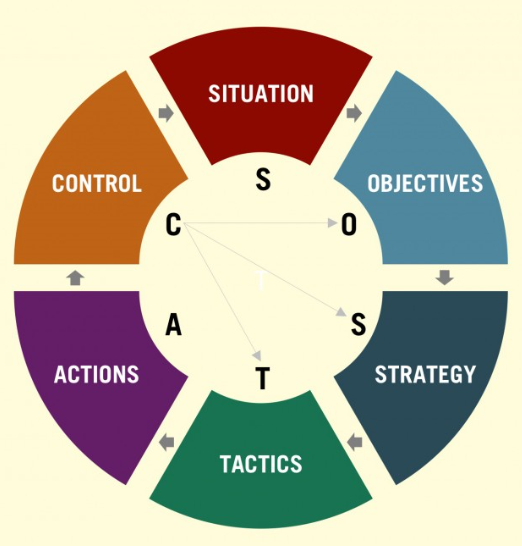 SITUATION
CONTROL
OBJECTIVES
S
C
O
T
A
S
T
ACTIONS
STRATEGY
TACTICS